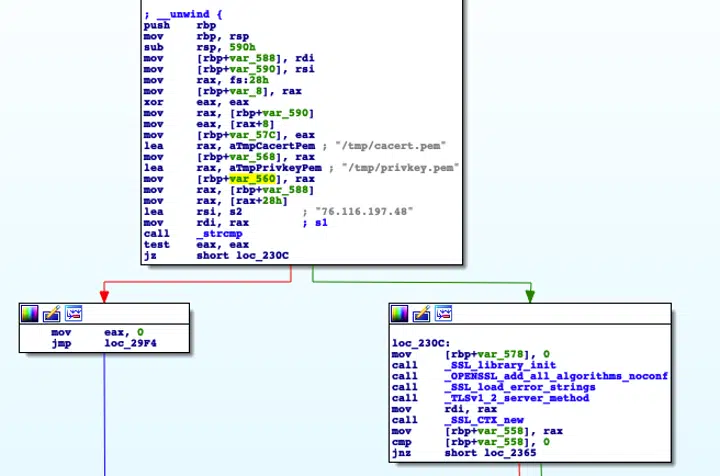 ; __unwind {
push rbp
mov rbp, rsp
sub rsp, 590h
mov [rbp+var_588], rdi
mov [rbp+var_590], rsi
mov rax, fs:28h
mov [rbp+var_8], rax
xor eax, eax
mov rax, [rbp+var_590]
mov eax, [rax+8]
mov [rbp+var_57C], eax
lea rax, aTmpCacertPem ; "/tmp/cacert.pem"
mov [rbp+var_568], rax
lea rax, aTmpPrivkeyPem ; "/tmp/privkey.pem"
mov [rbp+var_560], rax
mov rax, [rbp+var_588]
mov rax, [rax+28h]
lea rsi, s2 ; "76.116.197.48"
mov rdi, rax ; s1
call _strcmp
test eax, eax
jz short loc_230C
mov eax, 0
jmp loc_29F4
loc_230C:
mov [rbp+var_578], 0
call _SSL_library_init
call _OPENSSL_add_all_algorithms_noconf
call _SSL_load_error_strings
call _TLSv1_2_server_method
mov rdi, rax
call _SSL_CTX_new
mov [rbp+var_558], rax
cmp [rbp+var_558], 0
jnz short loc_2365